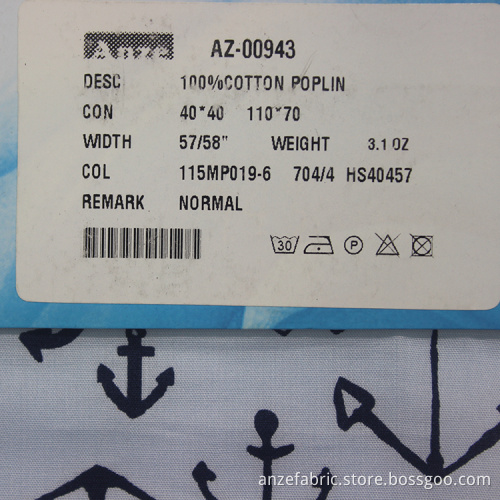 Anze AZ-00943
DESC 100%COTTON POPLIN
CON 40*40 110*70
WIDTH 57/58" WEIGHT 3.1 OZ
COL 115MP019-6 704/4 HS40457
REMARK NORMAL
30 P
anzefabric.store.bossgoo.com